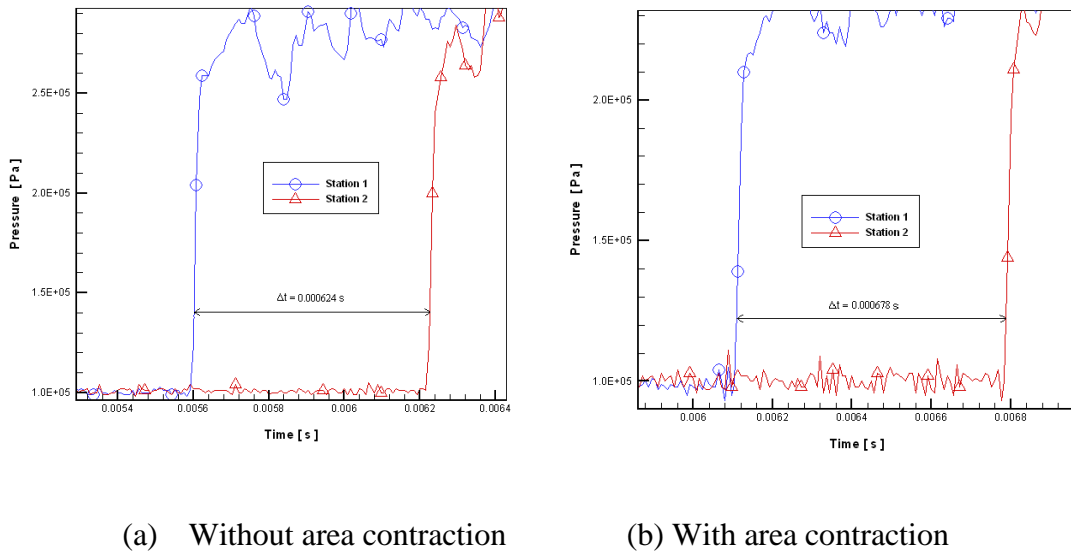 2.5E+05
2.0E+05
1.5E+05
1.0E+05
Pressure [Pa]
Station 1
Station 2
Δt = 0.000624 s
0.0054
0.0056
0.0058
0.006
0.0062
0.0064
Time [s]
2.0E+05
1.5E+05
1.0E+05
Pressure [Pa]
Station 1
Station 2
Δt = 0.000678 s
0.006
0.0062
0.0064
0.0066
0.0068
Time [s]
(a) Without area contraction
(b) With area contraction